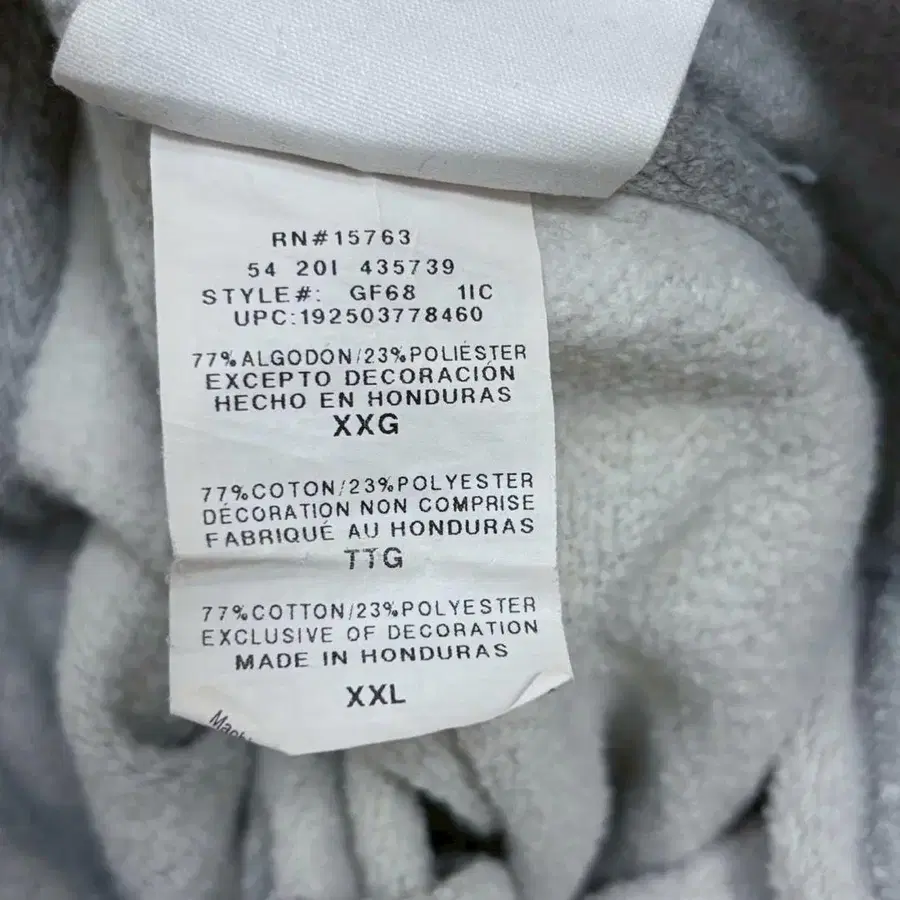 RN#15763
54 201 435739
STYLE#: GF68 1IC
UPC:192503778460
77%ALGODON/23%POLIÉSTER
EXCEPTO DECORACIÓN
HECHO EN HONDURAS
XXG
77%COTON/23%POLYESTER
DÉCORATION NON COMPRISE
FABRIQUÉ AU HONDURAS
TTG
77%COTTON/23%POLYESTER
EXCLUSIVE OF DECORATION
MADE IN HONDURAS
XXL